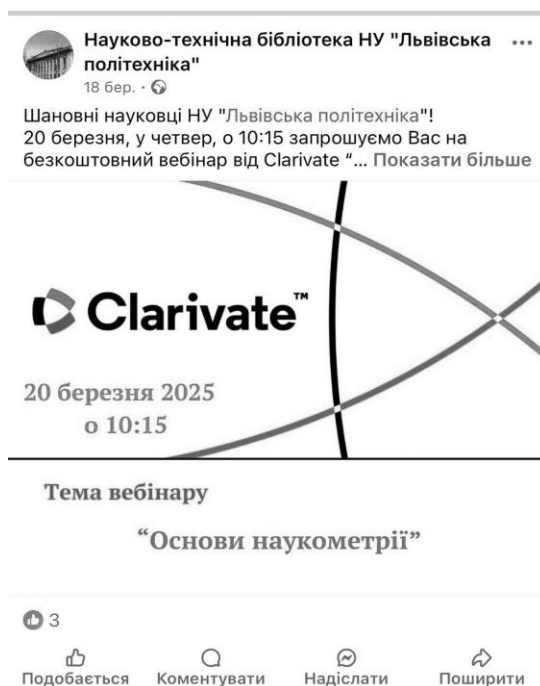 Науково-технічна бібліотека НУ "Львівська
політехніка"
18 бер.
Шановні науковці НУ "Львівська політехніка"!
20 березня, у четвер, о 10:15 запрошуємо Вас на
безкоштовний вебінар від Clarivate “... Показати більше
Clarivate™
20 березня 2025
о 10:15
Тема вебінару
“Основи наукометрії”
3
Подобається Коментувати Надіслати Поширити